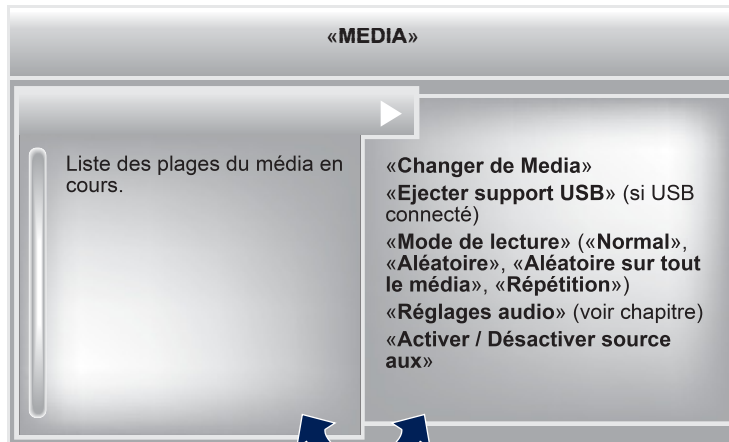 «MEDIA»
Liste des plages du média en
cours.
«Changer de Media»
«Ejecter support USB» (si USB
connecté)
«Mode de lecture» («Normal»,
«Aléatoire», «Aléatoire sur tout
le média», «Répétition»)
«Réglages audio» (voir chapitre)
«Activer / Désactiver source
aux»